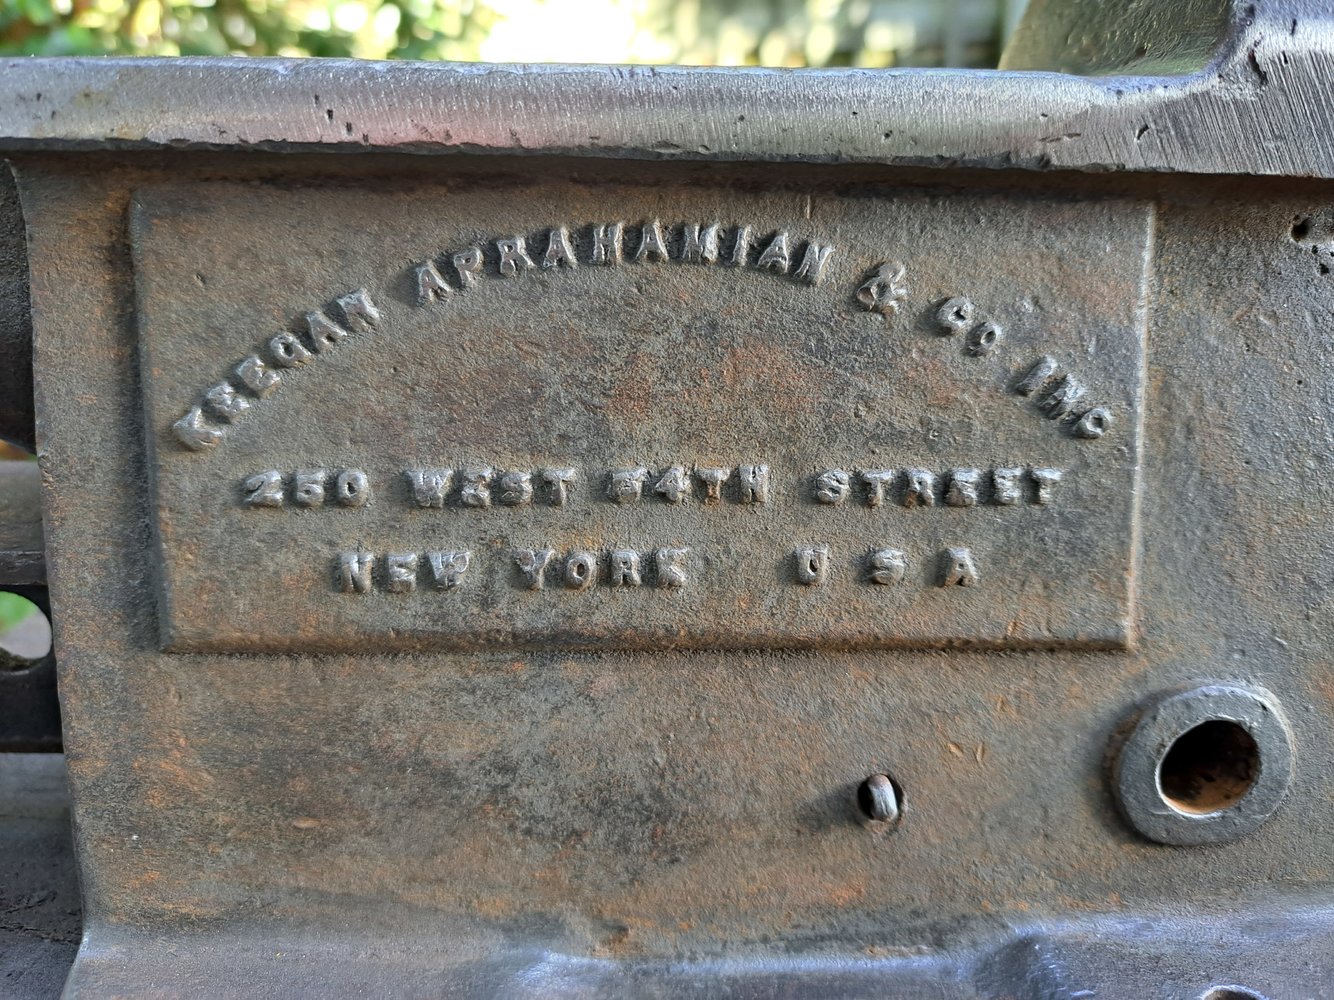 KEEGAN APRAHAMIAN & CO INC
250 WEST 54TH STREET
NEW YORK U S A